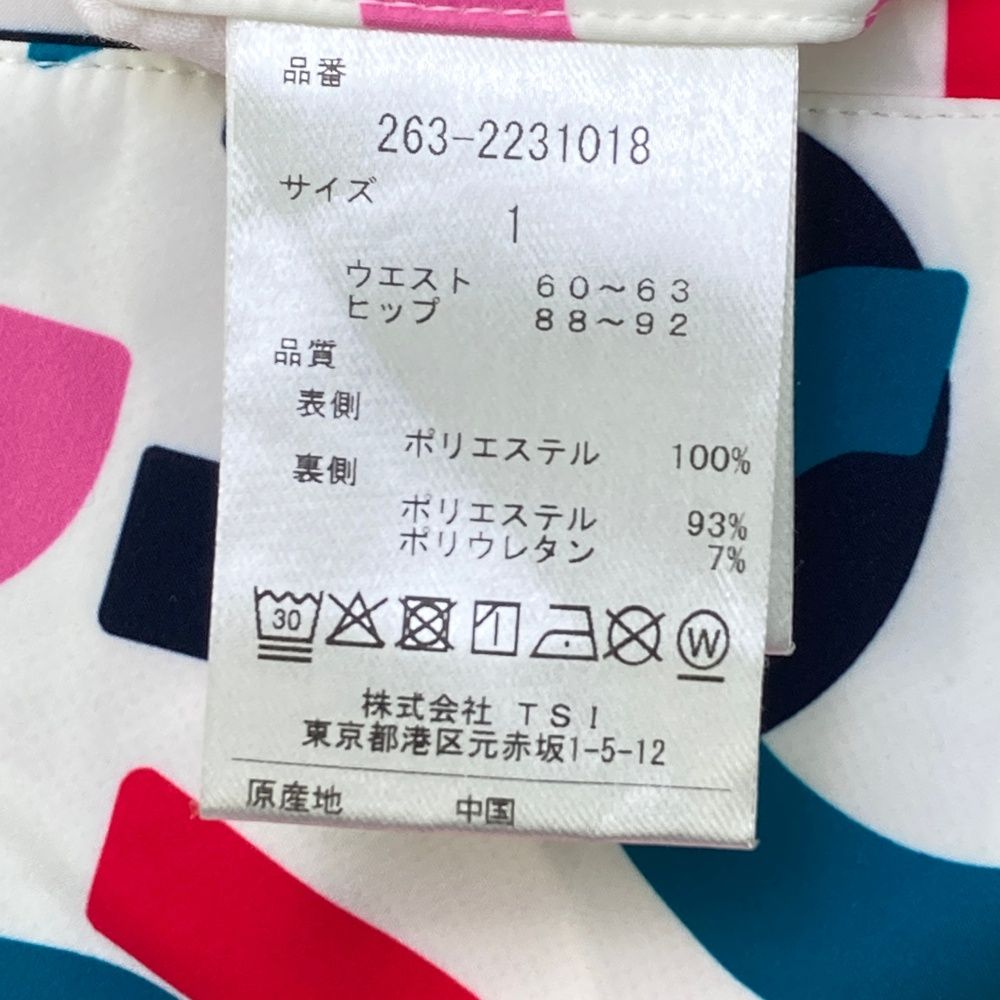 品番
263-2231018
サイズ
1
ウエスト 60～63
ヒップ 88～92
品質
表側
ポリエステル 100%
裏側
ポリエステル 93%
ポリウレタン 7%
30 W
株式会社 TSI
東京都港区元赤坂1-5-12
原産地 中国